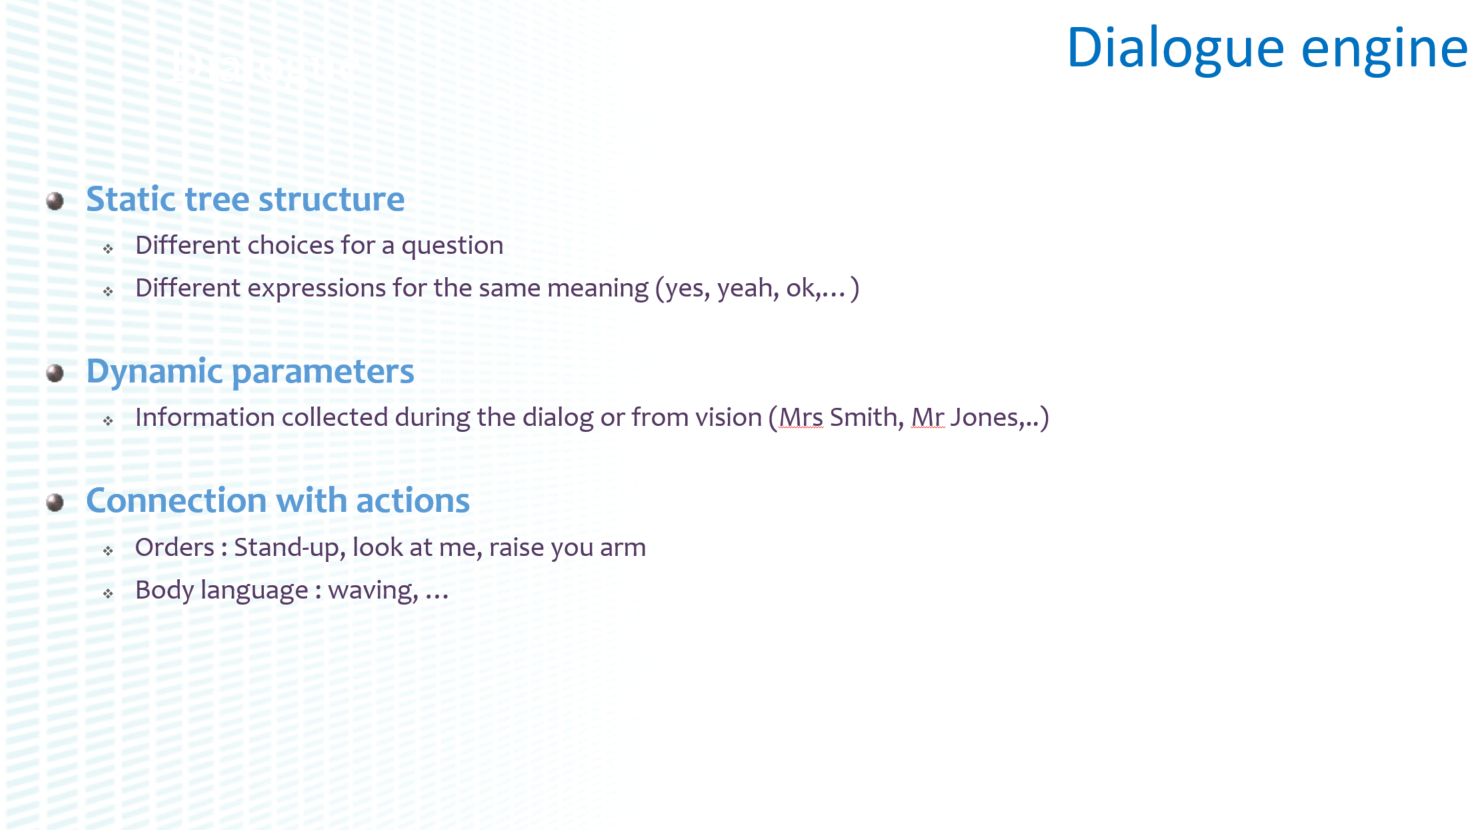 Dialogue engine
Static tree structure
Different choices for a question
Different expressions for the same meaning (yes, yeah, ok,… )
Dynamic parameters
Information collected during the dialog or from vision (Mrs Smith, Mr Jones,..)
Connection with actions
Orders : Stand-up, look at me, raise you arm
Body language : waving, …